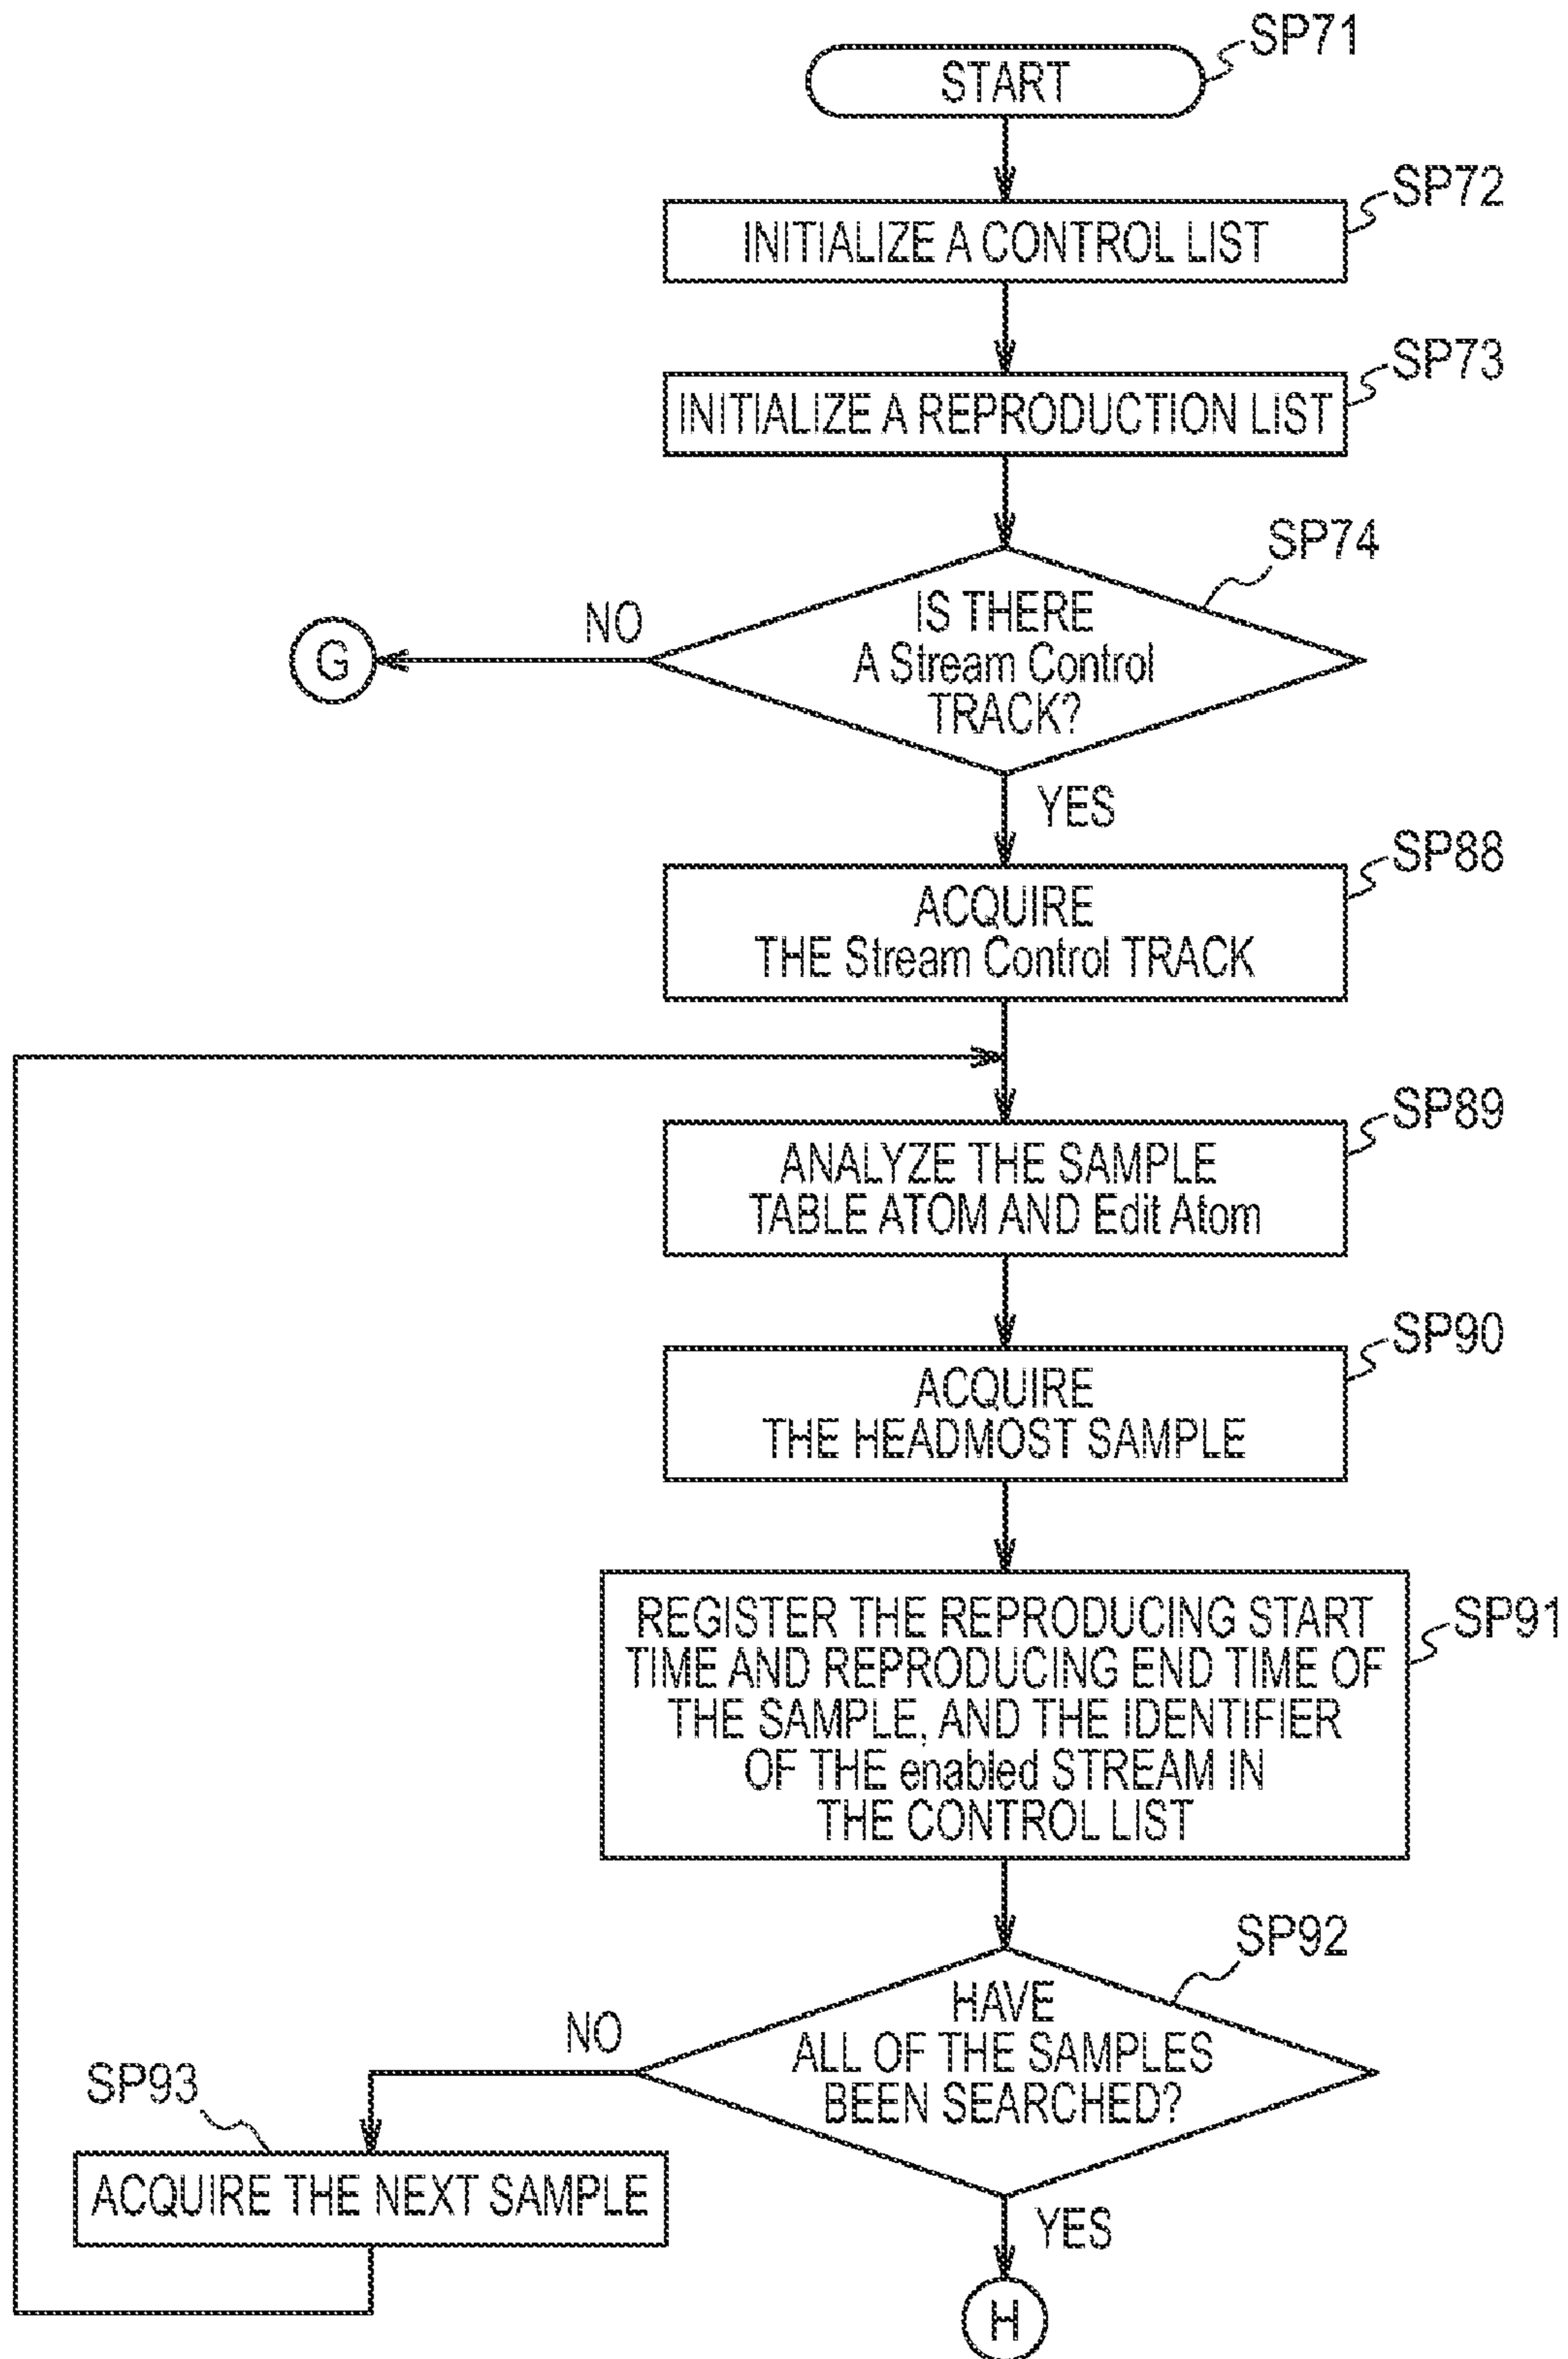 START
SP71
INITIALIZE A CONTROL LIST
SP72
INITIALIZE A REPRODUCTION LIST
SP73
IS THERE
A Stream Control
TRACK?
SP74
NO
G
YES
ACQUIRE
THE Stream Control TRACK
SP88
ANALYZE THE SAMPLE
TABLE ATOM AND Edit Atom
SP89
ACQUIRE
THE HEADMOST SAMPLE
SP90
REGISTER THE REPRODUCING START
TIME AND REPRODUCING END TIME OF
THE SAMPLE, AND THE IDENTIFIER
OF THE enabled STREAM IN
THE CONTROL LIST
SP91
HAVE
ALL OF THE SAMPLES
BEEN SEARCHED?
SP92
NO
SP93
ACQUIRE THE NEXT SAMPLE
YES
H